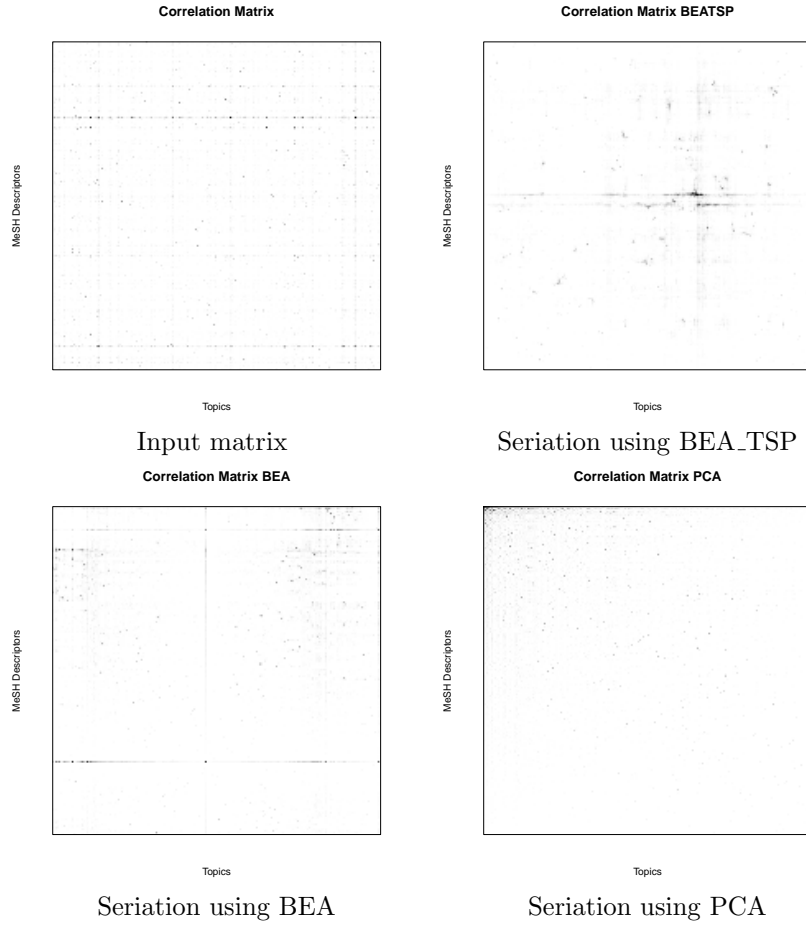 Correlation Matrix
MeSH Descriptors
Topics
Input matrix
Correlation Matrix BEATSP
MeSH Descriptors
Topics
Seriation using BEA_TSP
Correlation Matrix BEA
MeSH Descriptors
Topics
Seriation using BEA
Correlation Matrix PCA
MeSH Descriptors
Topics
Seriation using PCA